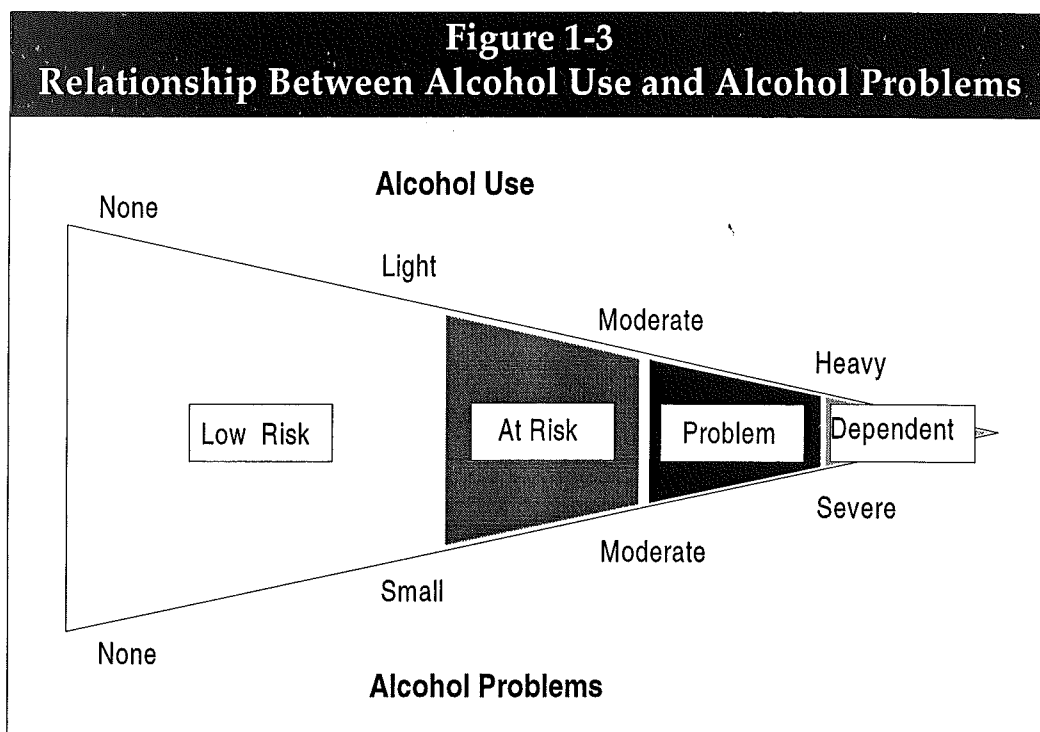 Figure 1-3
Relationship Between Alcohol Use and Alcohol Problems
Alcohol Use
None
Light
Moderate
Heavy
Low Risk
At Risk
Problem
Dependent
Severe
Moderate
Small
None
Alcohol Problems